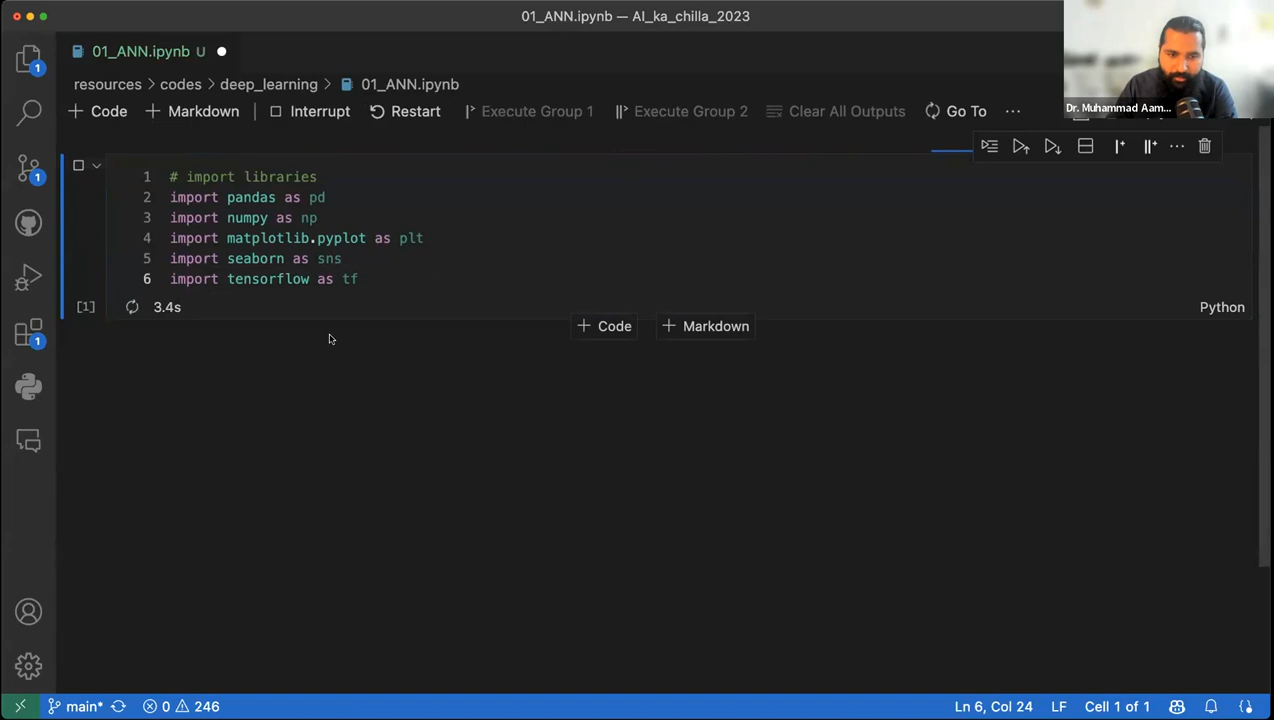 01_ANN.ipynb — AI_ka_chilla_2023
01_ANN.ipynb U
resources > codes > deep_learning > 01_ANN.ipynb
Dr. Muhammad Aam...
+ Code + Markdown Interrupt Restart Execute Group 1 Execute Group 2 Clear All Outputs Go To ...
1 # import libraries
2 import pandas as pd
3 import numpy as np
4 import matplotlib.pyplot as plt
5 import seaborn as sns
6 import tensorflow as tf
[1] 3.4s Python
+ Code + Markdown
1
1
1
main* 0 246 Ln 6, Col 24 LF Cell 1 of 1